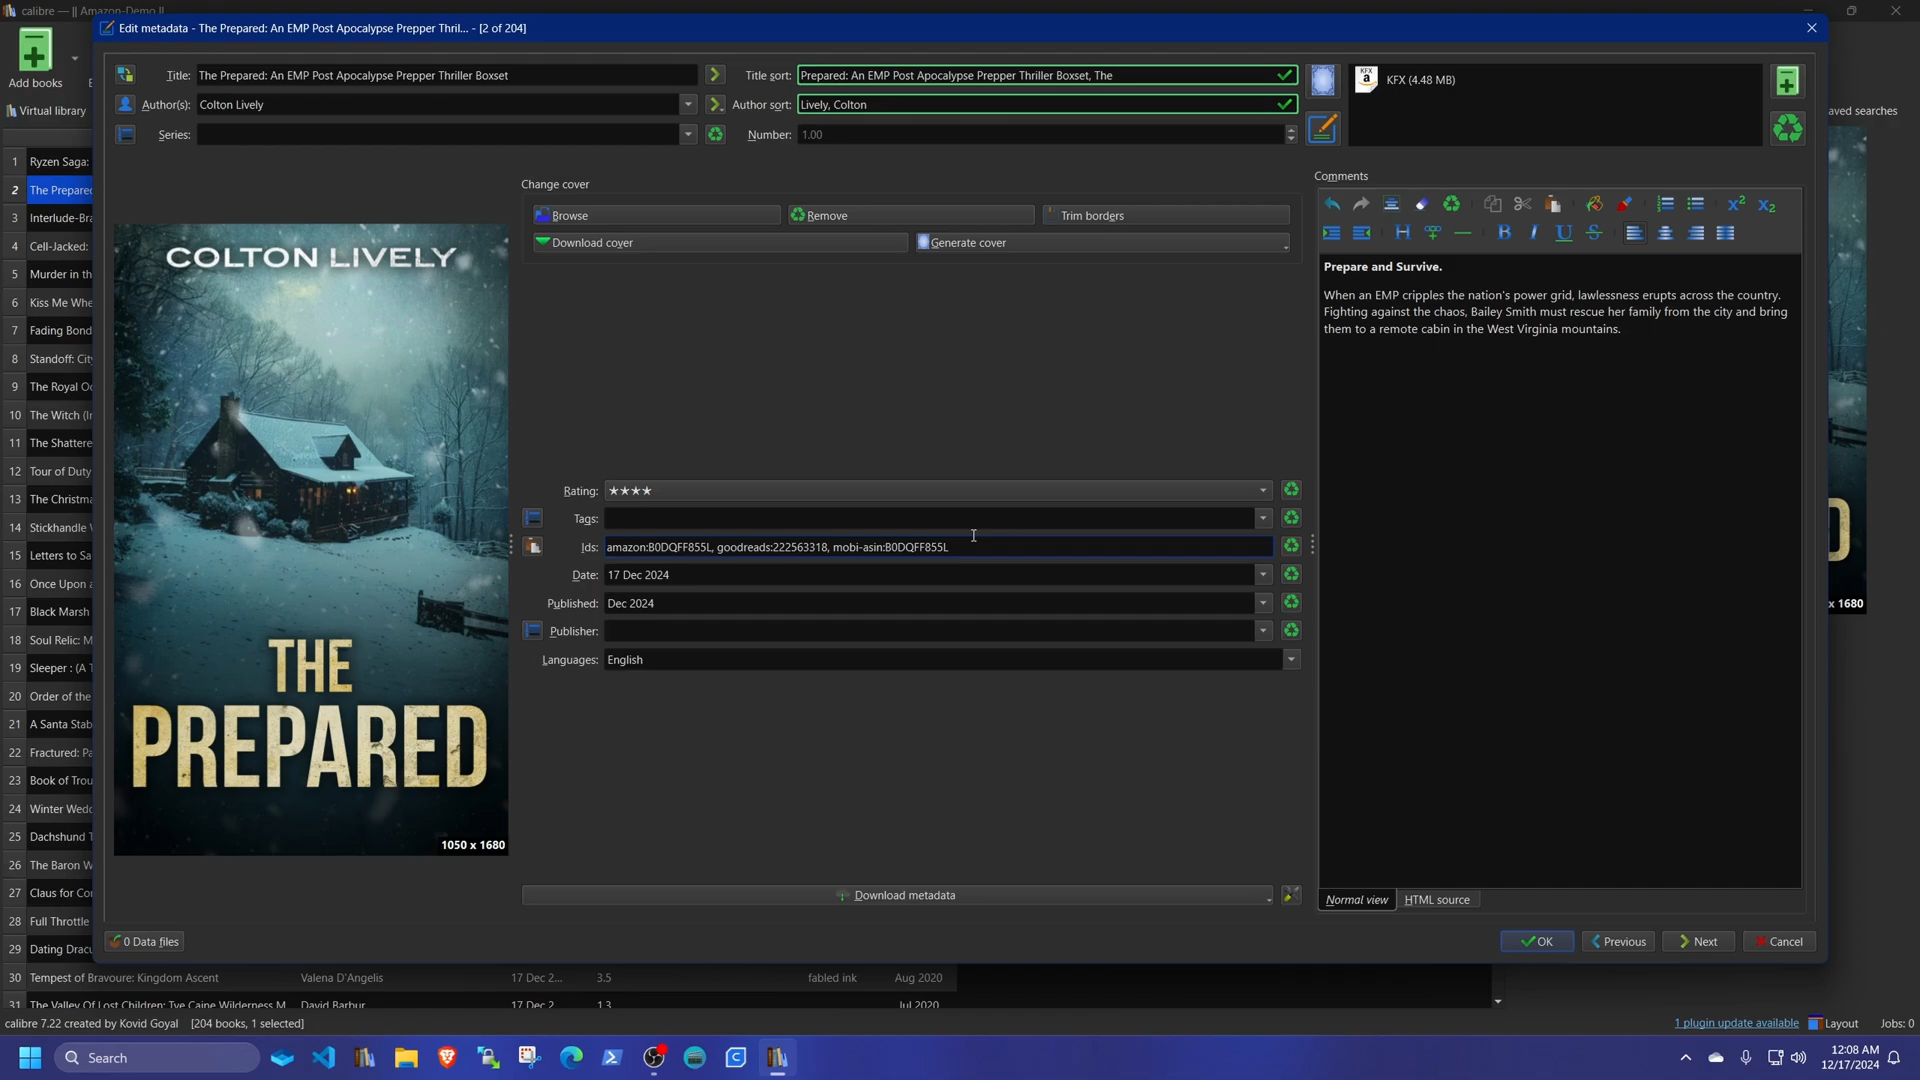 calibre — || Amazon-Demo ||
Edit metadata - The Prepared: An EMP Post Apocalypse Prepper Thril... - [2 of 204]
Add books
Virtual library
aved searches
Title: The Prepared: An EMP Post Apocalypse Prepper Thriller Boxset
Title sort: Prepared: An EMP Post Apocalypse Prepper Thriller Boxset, The
Author(s): Colton Lively
Author sort: Lively, Colton
Series:
Number: 1.00
KFX (4.48 MB)
Change cover
Browse
Remove
Trim borders
Download cover
Generate cover
Comments
Prepare and Survive.
When an EMP cripples the nation's power grid, lawlessness erupts across the country.
Fighting against the chaos, Bailey Smith must rescue her family from the city and bring
them to a remote cabin in the West Virginia mountains.
COLTON LIVELY
THE
PREPARED
1050 x 1680
x 1680
Rating: ★★★★
Tags:
Ids: amazon:B0DQFF855L, goodreads:222563318, mobi-asin:B0DQFF855L
Date: 17 Dec 2024
Published: Dec 2024
Publisher:
Languages: English
Download metadata
Normal view
HTML source
0 Data files
OK
Previous
Next
Cancel
1 Ryzen Saga:
2 The Prepared
3 Interlude-Bra
4 Cell-Jacked:
5 Murder in th
6 Kiss Me Whe
7 Fading Bond
8 Standoff: City
9 The Royal Oc
10 The Witch (In
11 The Shattere
12 Tour of Duty
13 The Christma
14 Stickhandle W
15 Letters to Sa
16 Once Upon a
17 Black Marsh
18 Soul Relic: M
19 Sleeper : (A T
20 Order of the
21 A Santa Stab
22 Fractured: Pa
23 Book of Trou
24 Winter Wedd
25 Dachshund T
26 The Baron W
27 Claus for Con
28 Full Throttle
29 Dating Dracu
30 Tempest of Bravoure: Kingdom Ascent Valena D'Angelis 17 Dec 2... 3.5 fabled ink Aug 2020
31 The Valley Of Lost Children: Tye Caine Wilderness M... David Barbur 17 Dec 2... 1.3 Jul 2020
calibre 7.22 created by Kovid Goyal [204 books, 1 selected]
1 plugin update available
Layout
Jobs: 0
Search
12:08 AM
12/17/2024